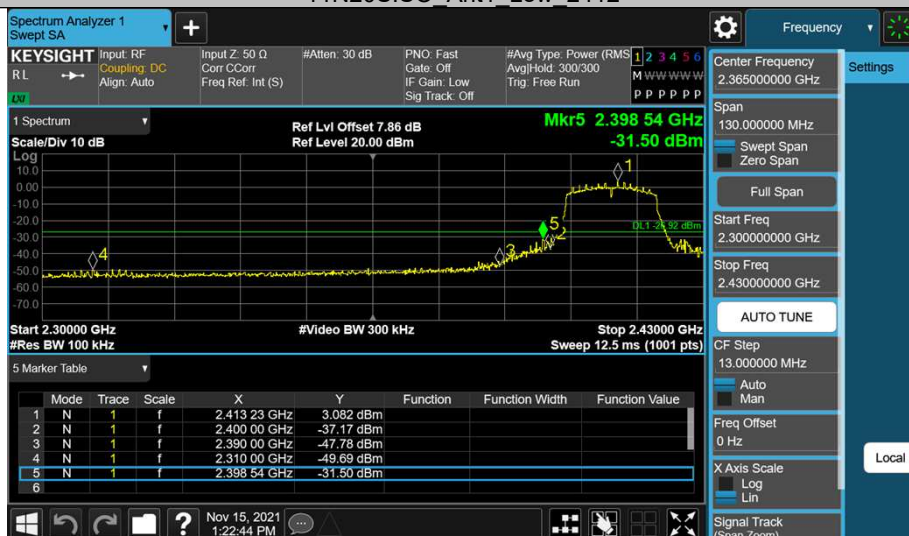 Spectrum Analyzer 1
Swept SA
+
Frequency
KEYSIGHT
Input: RF
Coupling: DC
Align: Auto
Input Z: 50 Ω
Corr CCorr
Freq Ref: Int (S)
#Atten: 30 dB
PNO: Fast
Gate: Off
IF Gain: Low
Sig Track: Off
#Avg Type: Power (RMS
Avg|Hold: 300/300
Trig: Free Run
1 2 3 4 5 6
M W W W W W
P P P P P P
RL
LXI
1 Spectrum
Scale/Div 10 dB
Log
Ref Lvl Offset 7.86 dB
Ref Level 20.00 dBm
Mkr5 2.398 54 GHz
-31.50 dBm
10.0
0.00
-10.0
-20.0
-30.0
-40.0
-50.0
-60.0
-70.0
1
5
2
3
4
Start 2.30000 GHz
#Res BW 100 kHz
#Video BW 300 kHz
Stop 2.43000 GHz
Sweep 12.5 ms (1001 pts)
5 Marker Table
Mode Trace Scale X Y Function Function Width Function Value
1 N 1 f 2.413 23 GHz 3.082 dBm
2 N 1 f 2.400 00 GHz -37.17 dBm
3 N 1 f 2.390 00 GHz -47.78 dBm
4 N 1 f 2.310 00 GHz -49.69 dBm
5 N 1 f 2.398 54 GHz -31.50 dBm
6
?
Nov 15, 2021
1:22:44 PM
Center Frequency
2.365000000 GHz
Span
130.000000 MHz
Swept Span
Zero Span
Full Span
Start Freq
2.300000000 GHz
Stop Freq
2.430000000 GHz
AUTO TUNE
CF Step
13.000000 MHz
Auto
Man
Freq Offset
0 Hz
X Axis Scale
Log
Lin
Signal Track
(Span Zoom)
Settings
Local